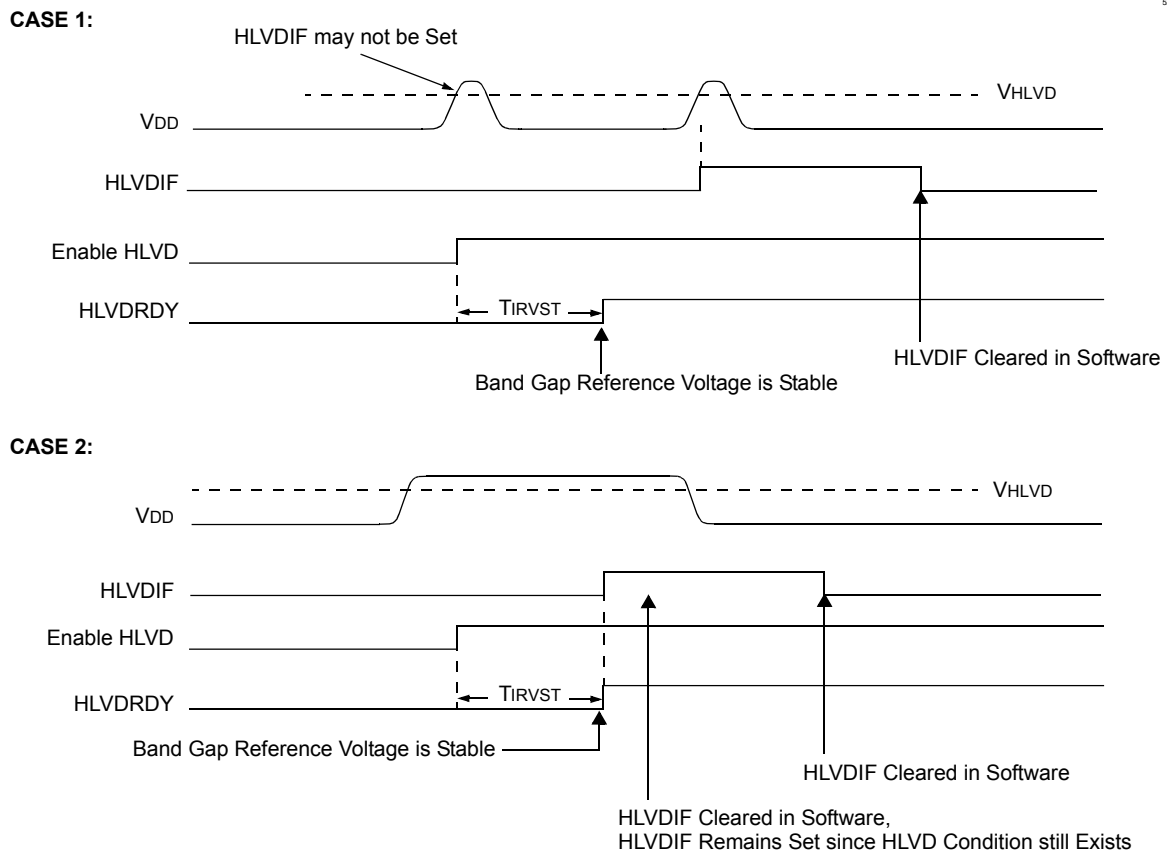 5
CASE 1:
HLVDIF may not be Set
VHLVD
VDD
HLVDIF
Enable HLVD
TIRVST
HLVDRDY
HLVDIF Cleared in Software
Band Gap Reference Voltage is Stable
CASE 2:
VHLVD
VDD
HLVDIF
Enable HLVD
TIRVST
HLVDRDY
Band Gap Reference Voltage is Stable
HLVDIF Cleared in Software
HLVDIF Cleared in Software,
HLVDIF Remains Set since HLVD Condition still Exists